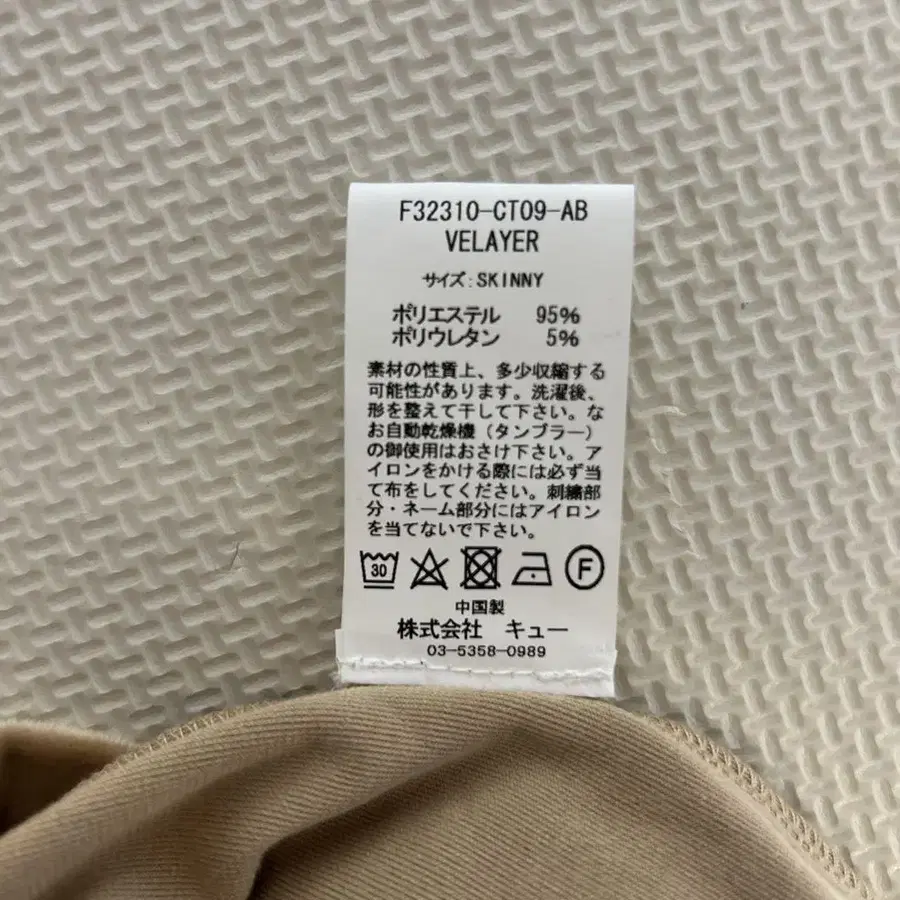 F32310-CT09-AB
VELAYER
サイズ:SKINNY
ポリエステル 95%
ポリウレタン 5%
素材の性質上、多少収縮する
可能性があります。洗濯後、
形を整えて干して下さい。な
お自動乾燥機(タンブラー)
の御使用はおさけ下さい。ア
イロンをかける際には必ず当
て布をしてください。刺繍部
分・ネーム部分にはアイロン
を当てないで下さい。
30 F
中国製
株式会社 キュー
03-5358-0989